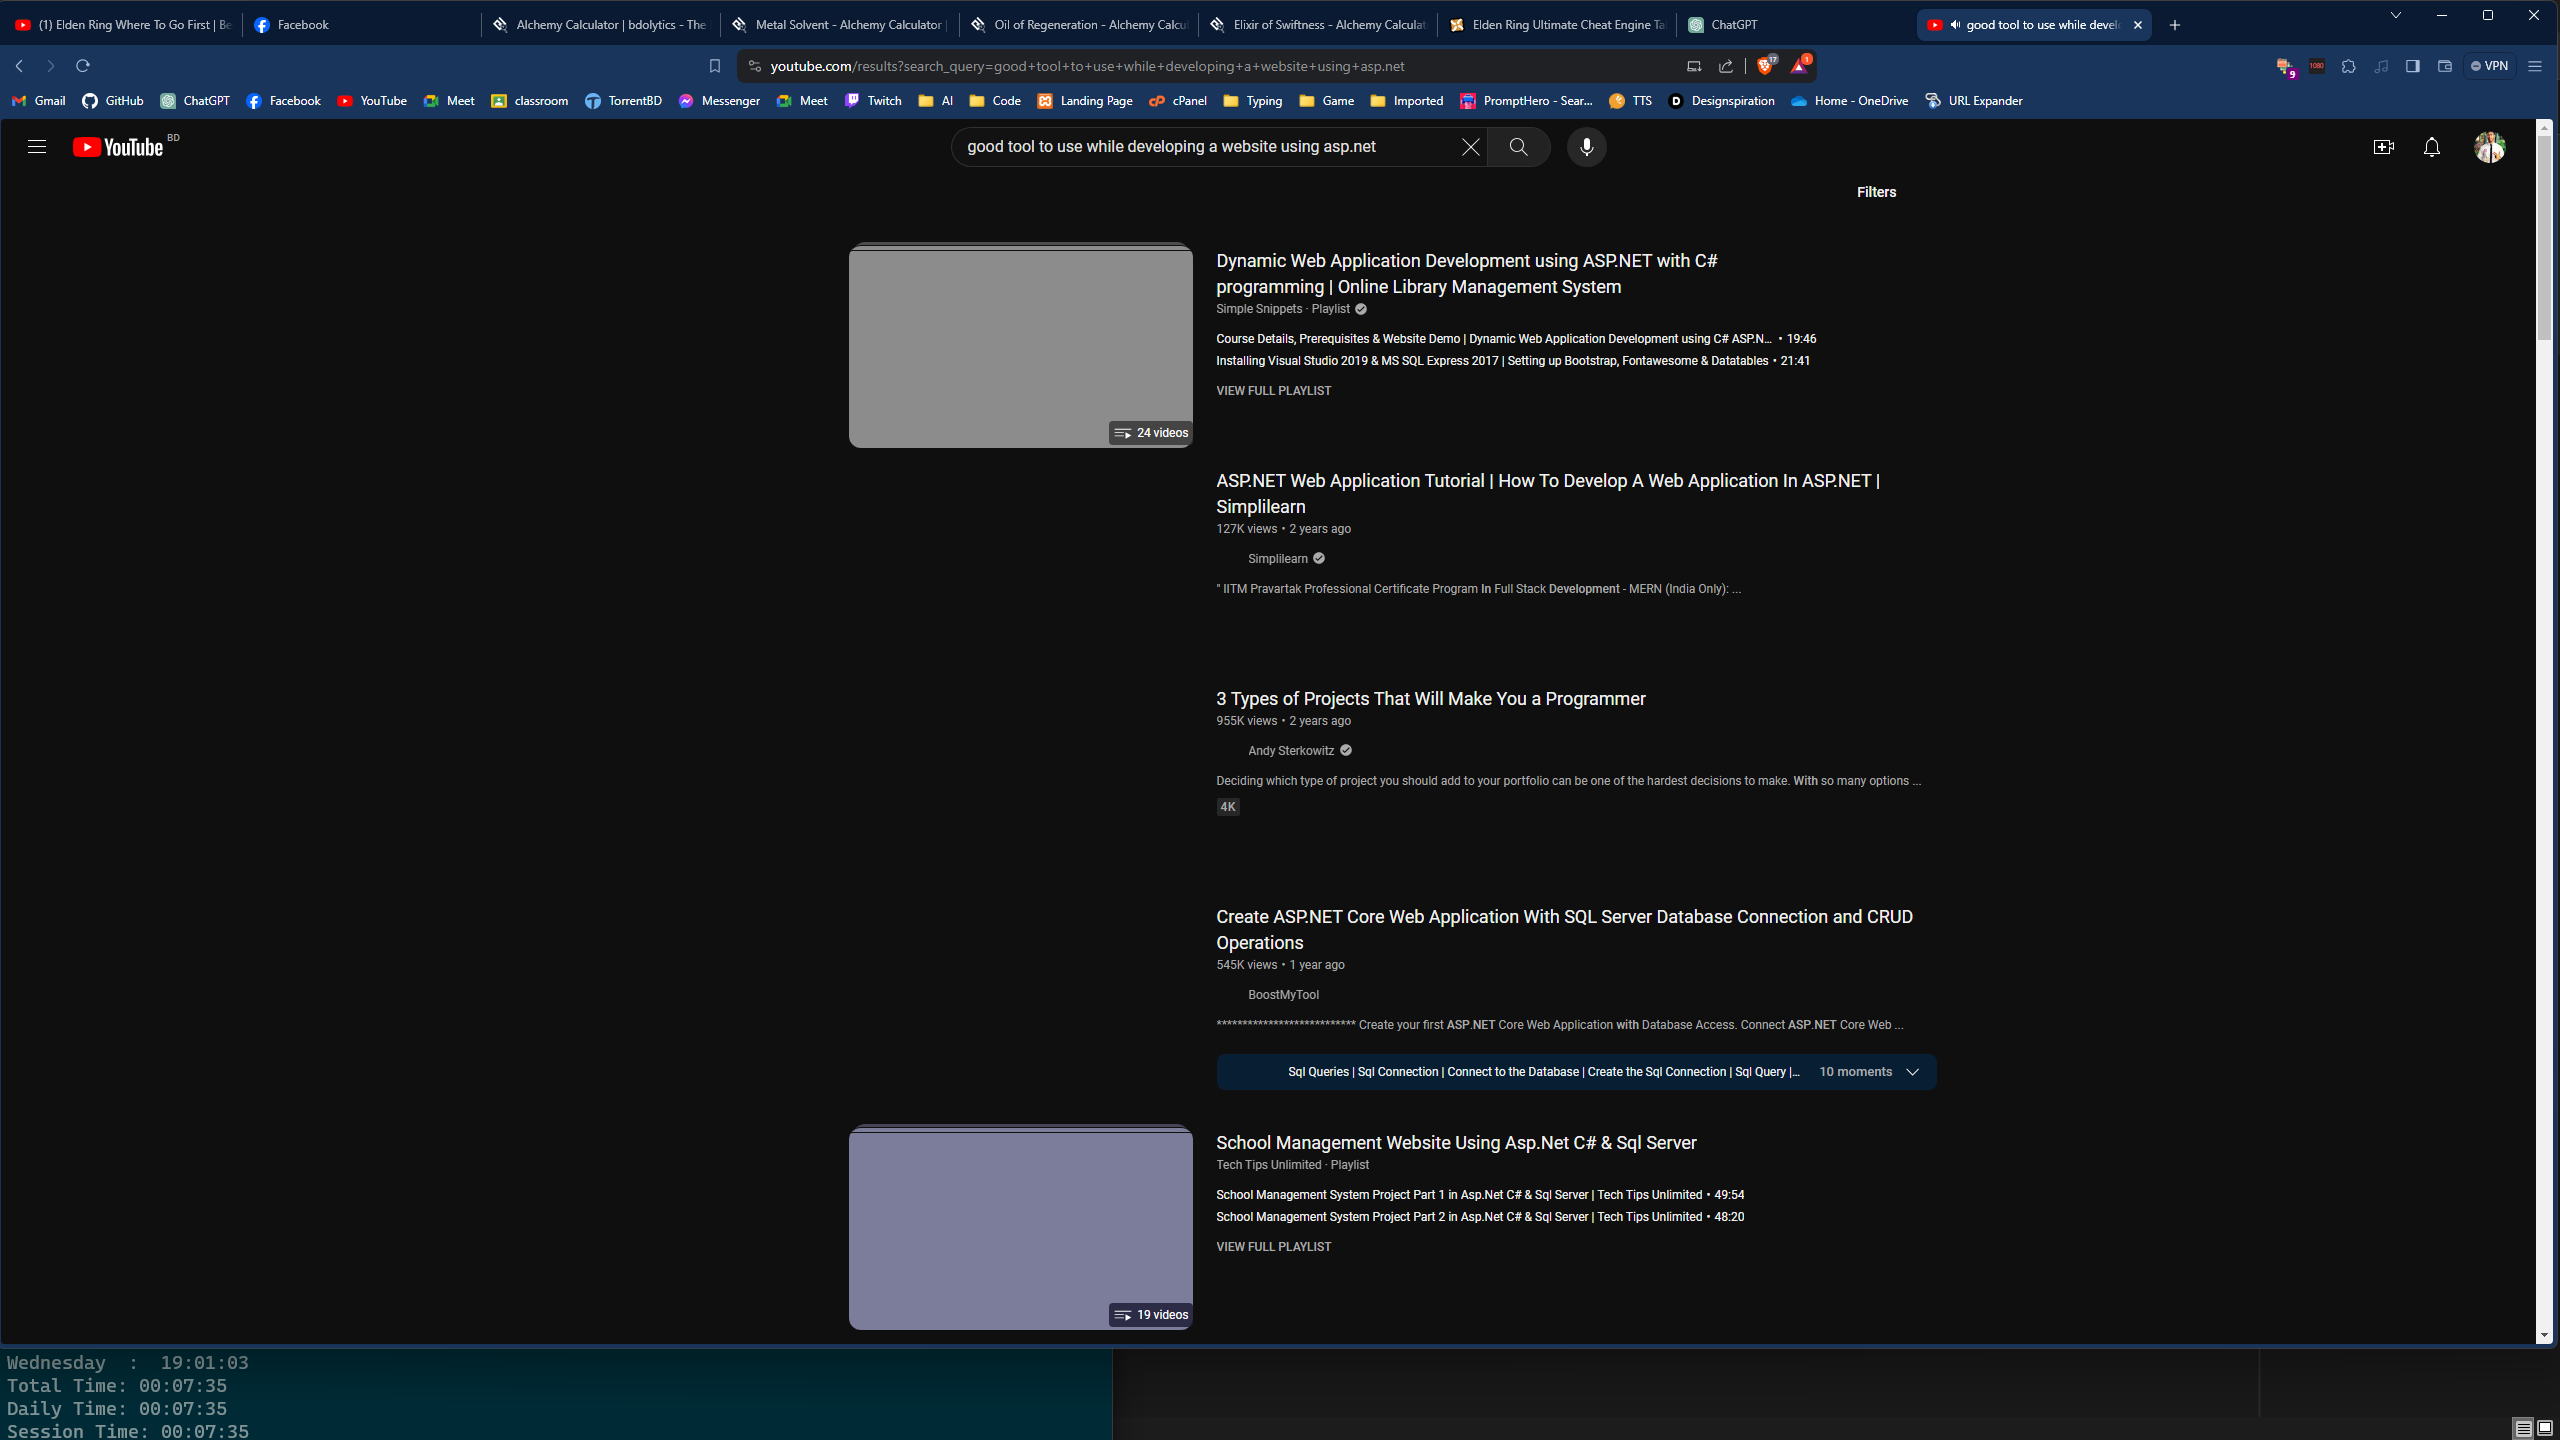 (1) Elden Ring Where To Go First | Be
Facebook
Alchemy Calculator | bdolytics - The
Metal Solvent - Alchemy Calculator |
Oil of Regeneration - Alchemy Calcul
Elixir of Swiftness - Alchemy Calculat
Elden Ring Ultimate Cheat Engine Ta
ChatGPT
good tool to use while devel
youtube.com/results?search_query=good+tool+to+use+while+developing+a+website+using+asp.net
17
1
9
1080
VPN
Gmail
GitHub
ChatGPT
Facebook
YouTube
Meet
classroom
TorrentBD
Messenger
Meet
Twitch
AI
Code
Landing Page
cPanel
Typing
Game
Imported
PromptHero - Sear...
TTS
Designspiration
Home - OneDrive
URL Expander
YouTube BD
good tool to use while developing a website using asp.net
Filters
Dynamic Web Application Development using ASP.NET with C#
programming | Online Library Management System
Simple Snippets · Playlist
Course Details, Prerequisites & Website Demo | Dynamic Web Application Development using C# ASP.N... • 19:46
Installing Visual Studio 2019 & MS SQL Express 2017 | Setting up Bootstrap, Fontawesome & Datatables • 21:41
VIEW FULL PLAYLIST
24 videos
ASP.NET Web Application Tutorial | How To Develop A Web Application In ASP.NET |
Simplilearn
127K views • 2 years ago
Simplilearn
" IITM Pravartak Professional Certificate Program In Full Stack Development - MERN (India Only): ...
3 Types of Projects That Will Make You a Programmer
955K views • 2 years ago
Andy Sterkowitz
Deciding which type of project you should add to your portfolio can be one of the hardest decisions to make. With so many options ...
4K
Create ASP.NET Core Web Application With SQL Server Database Connection and CRUD
Operations
545K views • 1 year ago
BoostMyTool
*************************** Create your first ASP.NET Core Web Application with Database Access. Connect ASP.NET Core Web ...
Sql Queries | Sql Connection | Connect to the Database | Create the Sql Connection | Sql Query |... 10 moments
School Management Website Using Asp.Net C# & Sql Server
Tech Tips Unlimited · Playlist
School Management System Project Part 1 in Asp.Net C# & Sql Server | Tech Tips Unlimited • 49:54
School Management System Project Part 2 in Asp.Net C# & Sql Server | Tech Tips Unlimited • 48:20
VIEW FULL PLAYLIST
19 videos
Wednesday : 19:01:03
Total Time: 00:07:35
Daily Time: 00:07:35
Session Time: 00:07:35